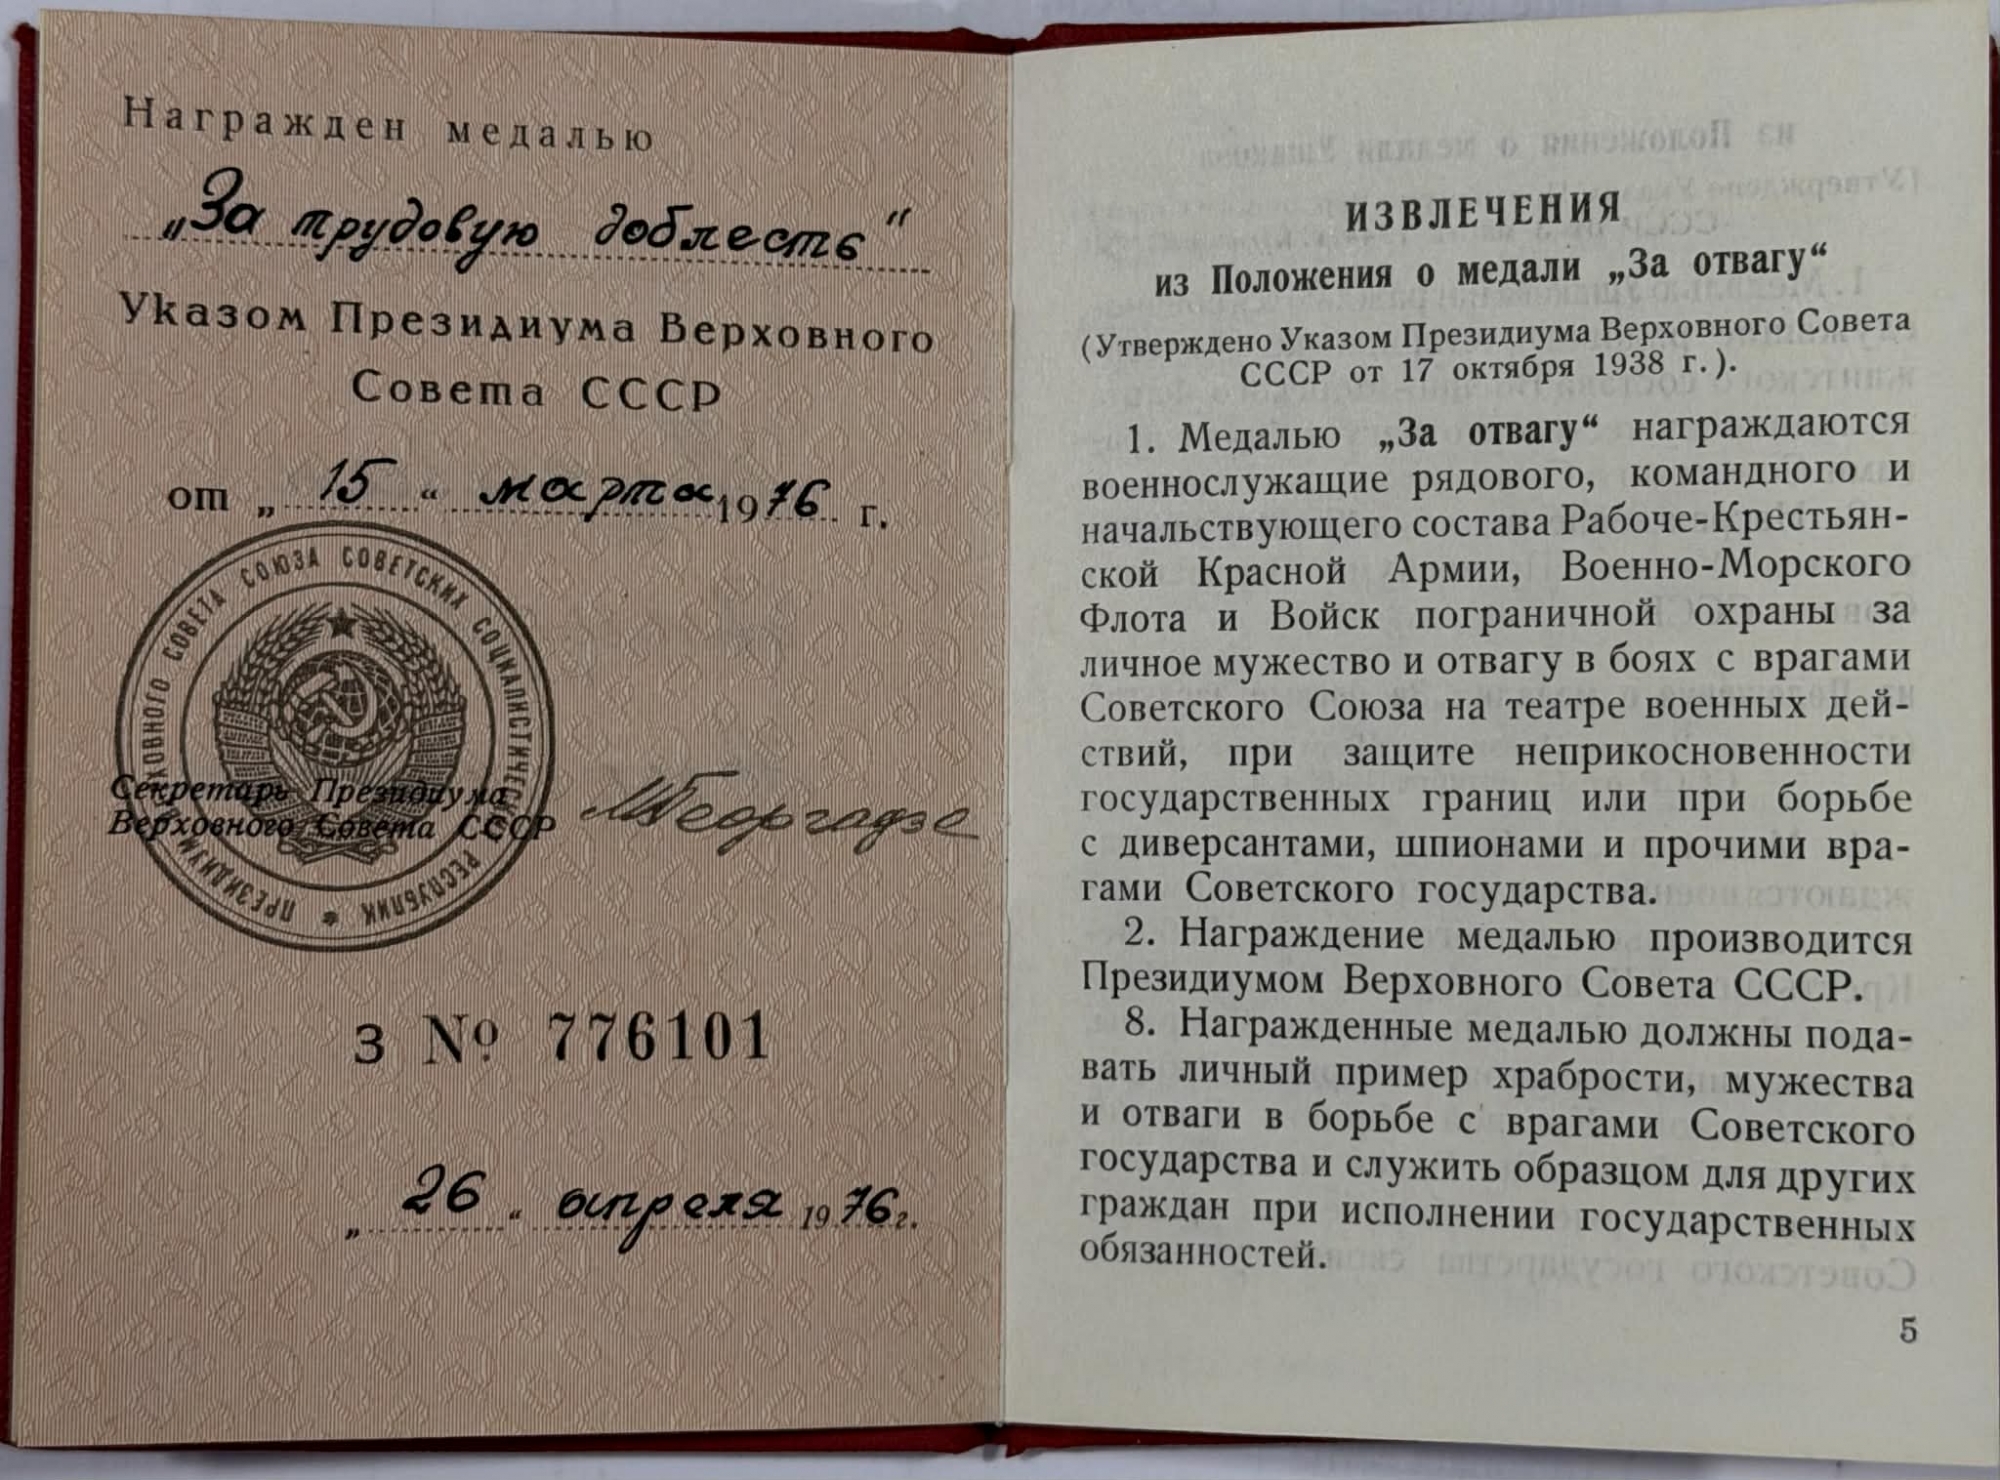 Награжден медалью
„За трудовую доблесть“
Указом Президиума Верховного
Совета СССР
от „15“ марта 1976 г.
ПРЕЗИДИУМ ВЕРХОВНОГО СОВЕТА СОЮЗА СОВЕТСКИХ СОЦИАЛИСТИЧЕСКИХ РЕСПУБЛИК
Секретарь Президиума
Верховного Совета СССР
МГеоргадзе
З № 776101
„26“ апреля 1976 г.
ИЗВЛЕЧЕНИЯ
из Положения о медали „За отвагу“
(Утверждено Указом Президиума Верховного Совета
СССР от 17 октября 1938 г.).
1. Медалью „За отвагу“ награждаются
военнослужащие рядового, командного и
начальствующего состава Рабоче-Крестьян-
ской Красной Армии, Военно-Морского
Флота и Войск пограничной охраны за
личное мужество и отвагу в боях с врагами
Советского Союза на театре военных дей-
ствий, при защите неприкосновенности
государственных границ или при борьбе
с диверсантами, шпионами и прочими вра-
гами Советского государства.
2. Награждение медалью производится
Президиумом Верховного Совета СССР.
8. Награжденные медалью должны пода-
вать личный пример храбрости, мужества
и отваги в борьбе с врагами Советского
государства и служить образцом для других
граждан при исполнении государственных
обязанностей.
5